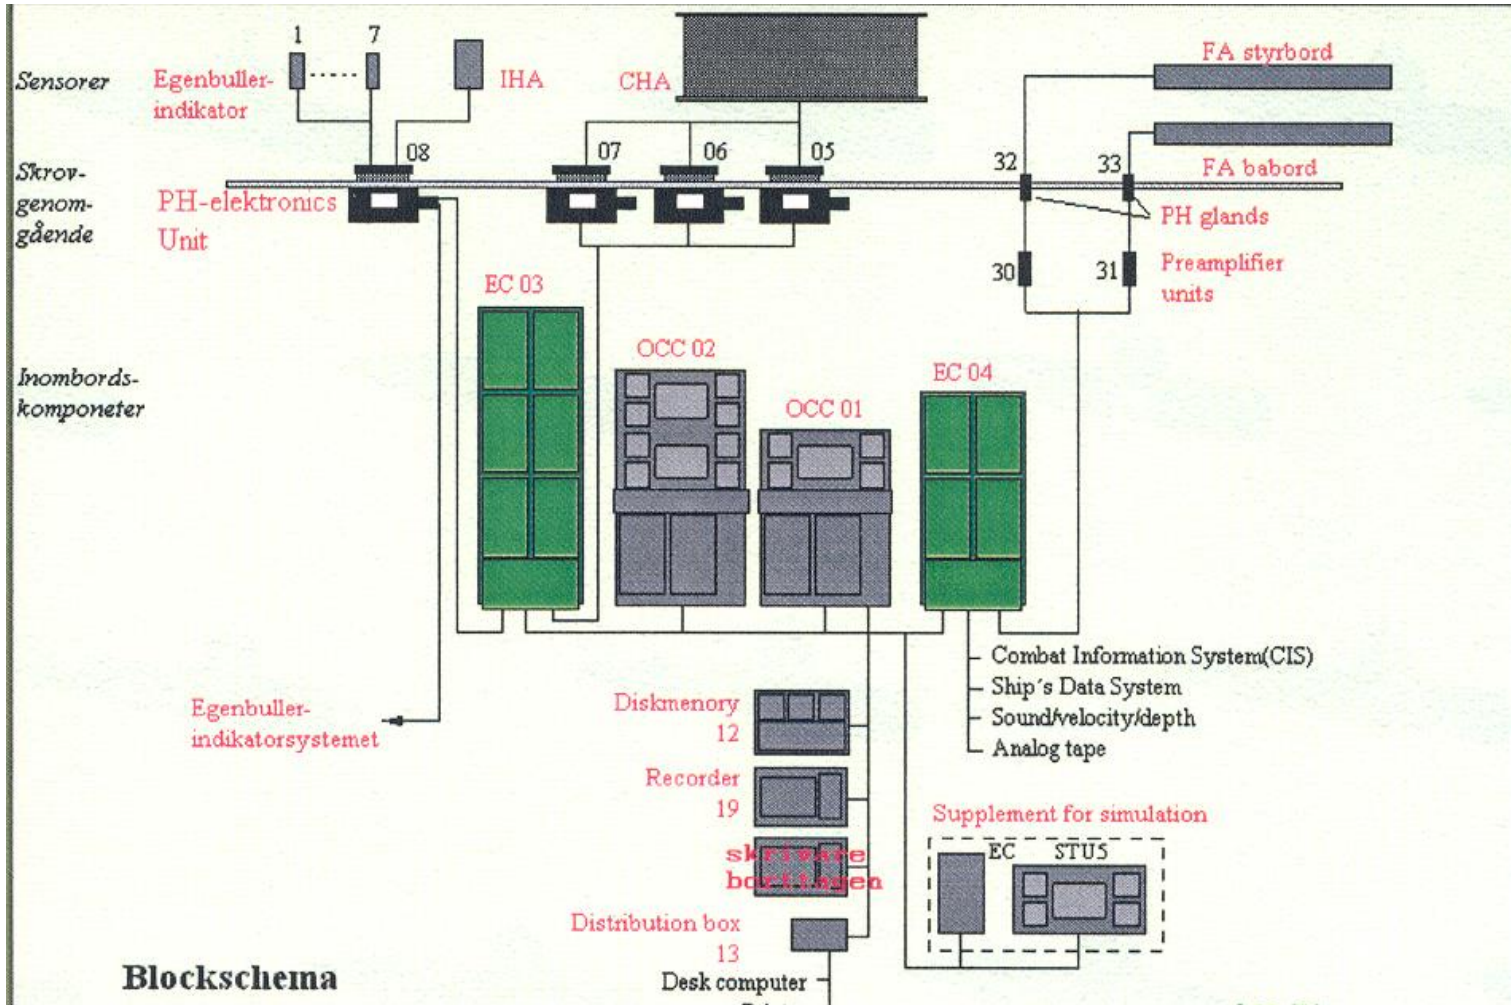 1
7
Sensorer
Egenbuller-
indikator
IHA
CHA
FA styrbord
08
07
06
05
32
33
FA babord
Skrov-
genom-
gående
PH-elektronics
Unit
PH glands
30
31
Preamplifier
units
EC 03
OCC 02
EC 04
Inombords-
komponeter
OCC 01
Combat Information System(CIS)
Ship´s Data System
Sound/velocity/depth
Analog tape
Egenbuller-
indikatorsystemet
Diskmenory
12
Recorder
19
skrivare
borttagen
Supplement for simulation
EC
STU5
Distribution box
13
Blockschema
Desk computer